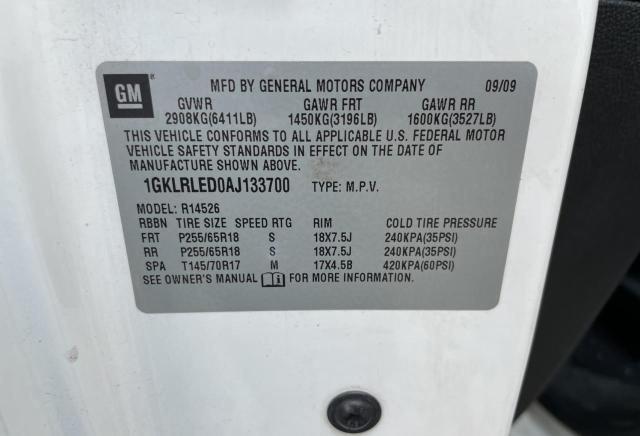 GM ® MFD BY GENERAL MOTORS COMPANY 09/09
GVWR GAWR FRT GAWR RR
2908KG(6411LB) 1450KG(3196LB) 1600KG(3527LB)
THIS VEHICLE CONFORMS TO ALL APPLICABLE U.S. FEDERAL MOTOR
VEHICLE SAFETY STANDARDS IN EFFECT ON THE DATE OF
MANUFACTURE SHOWN ABOVE.
1GKLRLED0AJ133700 TYPE: M.P.V.
MODEL: R14526
RBBN TIRE SIZE SPEED RTG RIM COLD TIRE PRESSURE
FRT P255/65R18 S 18X7.5J 240KPA(35PSI)
RR P255/65R18 S 18X7.5J 240KPA(35PSI)
SPA T145/70R17 M 17X4.5B 420KPA(60PSI)
SEE OWNER'S MANUAL FOR MORE INFORMATION.